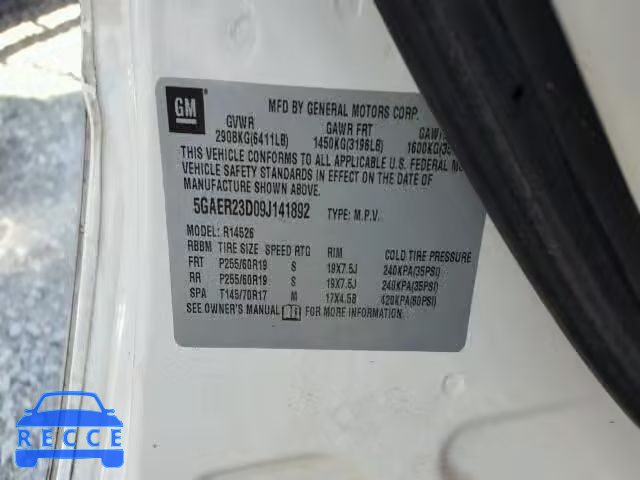 GM
MFD BY GENERAL MOTORS CORP.
GVWR GAWR FRT GAW
2908KG(6411LB) 1450KG(3196LB) 1600KG(35
THIS VEHICLE CONFORMS TO ALL APPLICABLE U.S. FEDERAL M
VEHICLE SAFETY STANDARDS IN EFFECT ON THE DATE OF
MANUFACTURE SHOWN ABOVE.
5GAER23D09J141892 TYPE: M.P.V.
MODEL: R14526
RBBM TIRE SIZE SPEED RTG RIM COLD TIRE PRESSURE
FRT P255/60R19 S 19X7.5J 240KPA(35PSI)
RR P255/60R19 S 19X7.5J 240KPA(35PSI)
SPA T145/70R17 M 17X4.5B 420KPA(60PSI)
SEE OWNER'S MANUAL FOR MORE INFORMATION.
RECCE